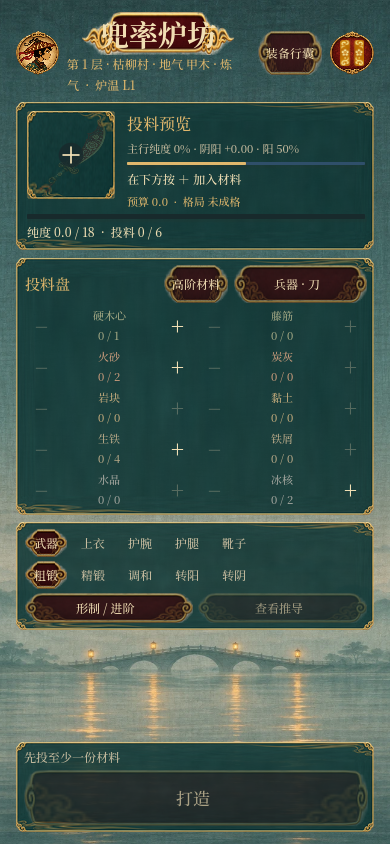 兜率炉坊
第 1 层 · 枯柳村 · 地气 甲木 · 炼
气 · 炉温 L1
装备行囊
投料预览
主行纯度 0% · 阴阳 +0.00 · 阳 50%
在下方按 ＋ 加入材料
预算 0.0 · 格局 未成格
纯度 0.0 / 18 · 投料 0 / 6
投料盘
高阶材料
兵器 · 刀
硬木心 藤筋
— 0 / 1 ＋ — 0 / 0 ＋
火砂 炭灰
— 0 / 2 ＋ — 0 / 0 ＋
岩块 黏土
— 0 / 0 ＋ — 0 / 0 ＋
生铁 铁屑
— 0 / 4 ＋ — 0 / 0 ＋
水晶 冰核
— 0 / 0 ＋ — 0 / 2 ＋
武器 上衣 护腕 护腿 靴子
粗锻 精锻 调和 转阳 转阴
形制 / 进阶 查看推导
先投至少一份材料
打造